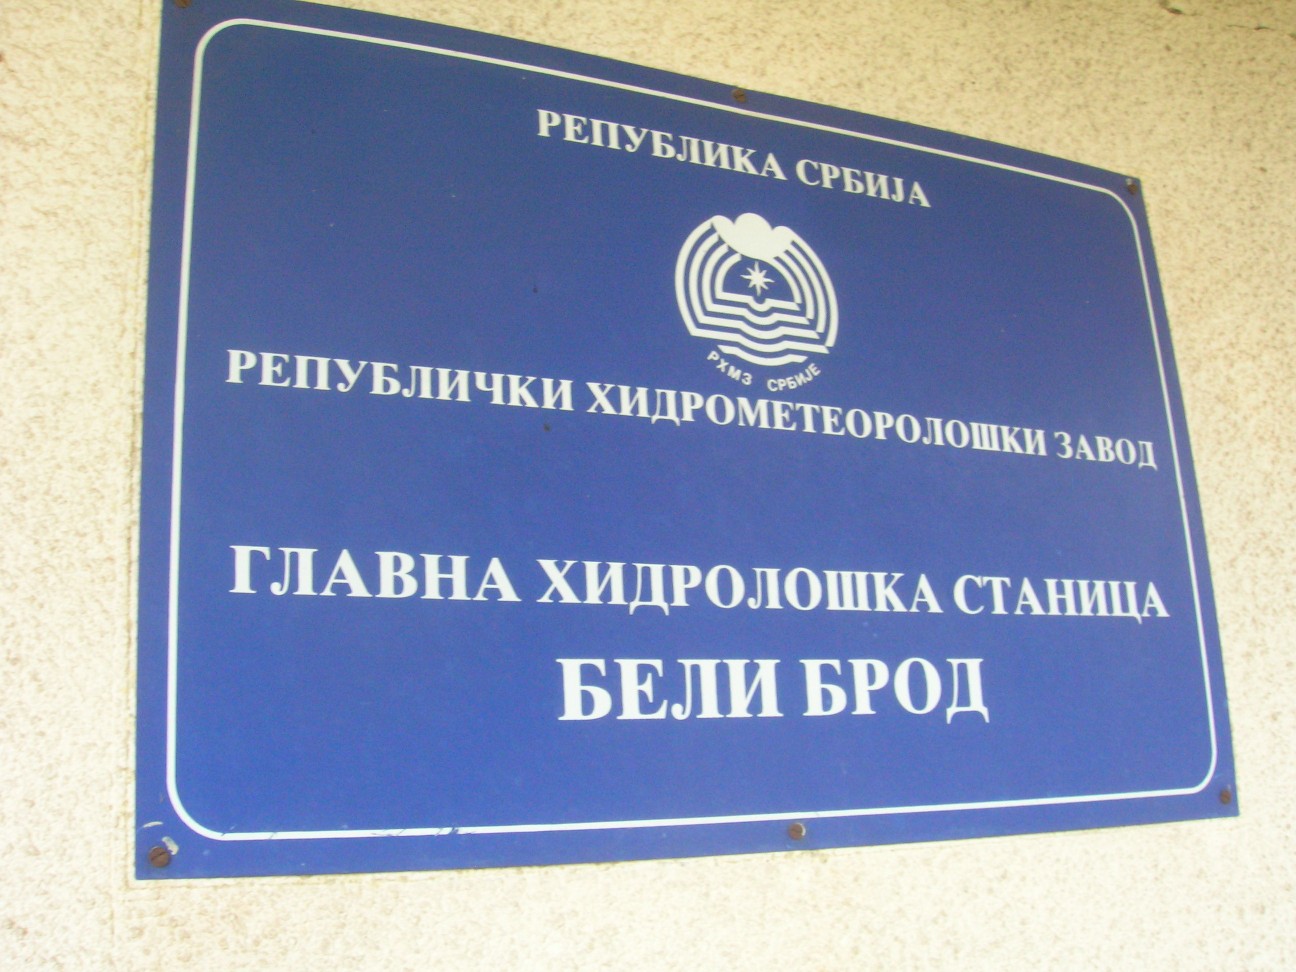 РЕПУБЛИКА СРБИЈА
РХМЗ СРБИЈЕ
РЕПУБЛИЧКИ ХИДРОМЕТЕОРОЛОШКИ ЗАВОД
ГЛАВНА ХИДРОЛОШКА СТАНИЦА
БЕЛИ БРОД